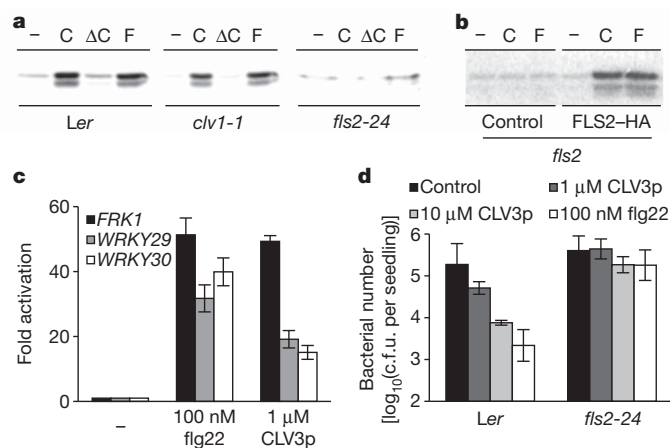 a
– C ΔC F – C ΔC F – C ΔC F
Ler clv1-1 fls2-24
b
– C F – C F
Control FLS2–HA
fls2
c
Fold activation
60
40
20
0
FRK1
WRKY29
WRKY30
– 100 nM flg22 1 μM CLV3p
d
Control 1 μM CLV3p
10 μM CLV3p 100 nM flg22
Bacterial number
[log10(c.f.u. per seedling)]
6
5
4
3
2
Ler fls2-24